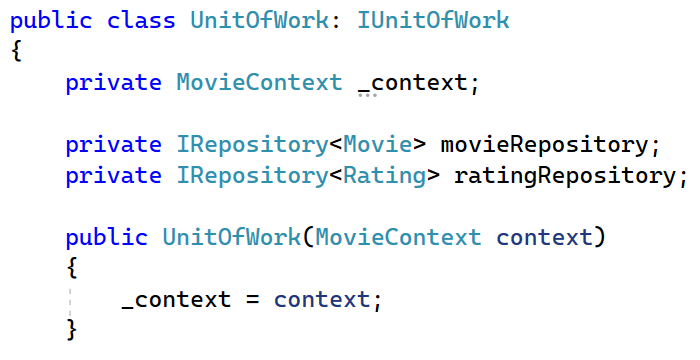 public class UnitOfWork: IUnitOfWork
{
    private MovieContext _context;

    private IRepository<Movie> movieRepository;
    private IRepository<Rating> ratingRepository;

    public UnitOfWork(MovieContext context)
    {
        _context = context;
    }